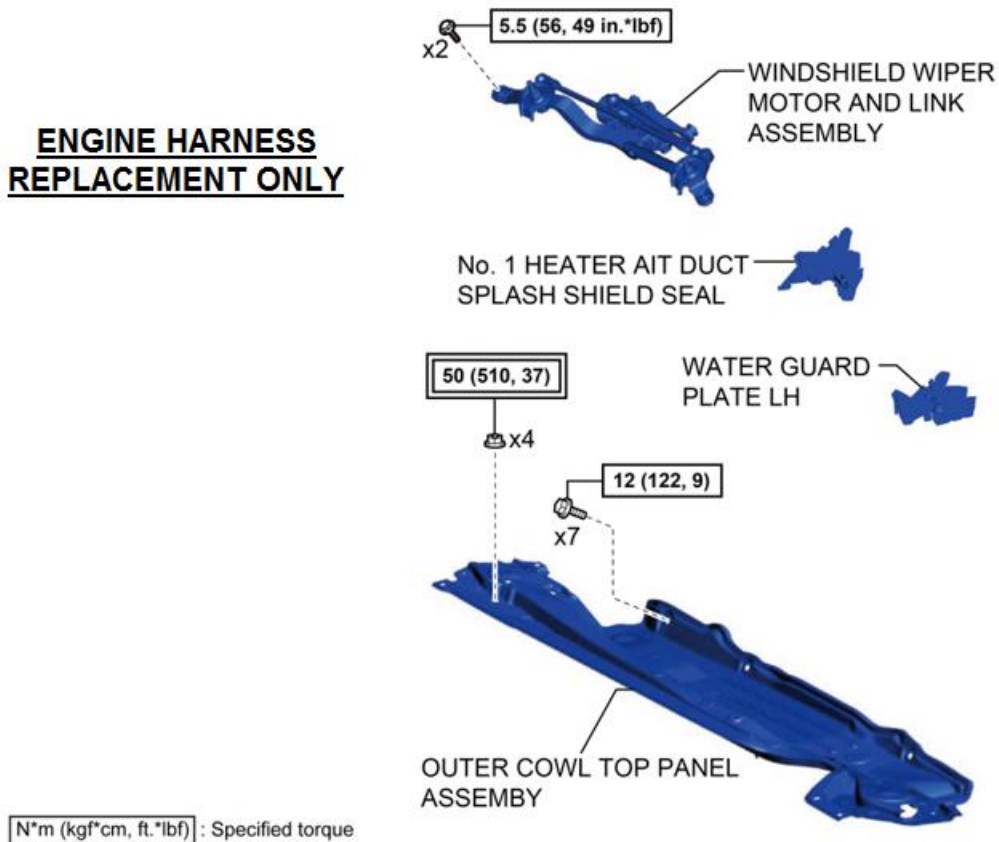 5.5 (56, 49 in.*lbf)
x2
WINDSHIELD WIPER
MOTOR AND LINK
ASSEMBLY
ENGINE HARNESS
REPLACEMENT ONLY
No. 1 HEATER AIT DUCT
SPLASH SHIELD SEAL
50 (510, 37)
x4
WATER GUARD
PLATE LH
12 (122, 9)
x7
OUTER COWL TOP PANEL
ASSEMBY
N*m (kgf*cm, ft.*lbf) : Specified torque